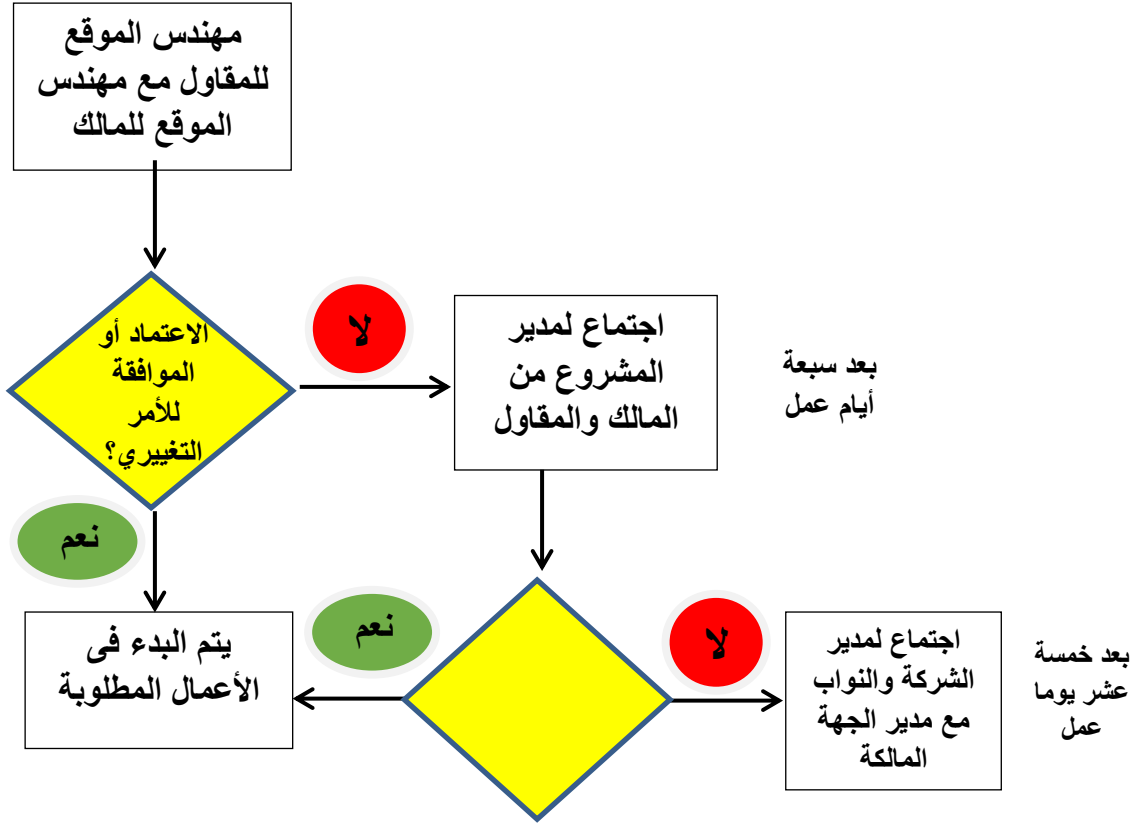 مهندس الموقع
للمقاول مع مهندس
الموقع للمالك
الاعتماد أو
الموافقة
للأمر
التغييري؟
لا
اجتماع لمدير
المشروع من
المالك والمقاول
بعد سبعة
أيام عمل
نعم
يتم البدء فى
الأعمال المطلوبة
نعم
لا
اجتماع لمدير
الشركة والنواب
مع مدير الجهة
المالكة
بعد خمسة
عشر يوما
عمل